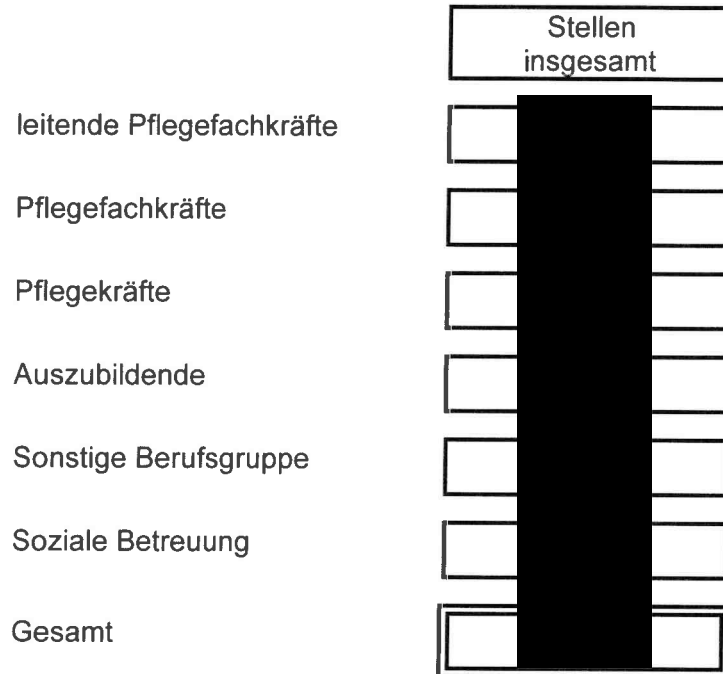 Stellen
insgesamt
leitende Pflegefachkräfte
Pflegefachkräfte
Pflegekräfte
Auszubildende
Sonstige Berufsgruppe
Soziale Betreuung
Gesamt